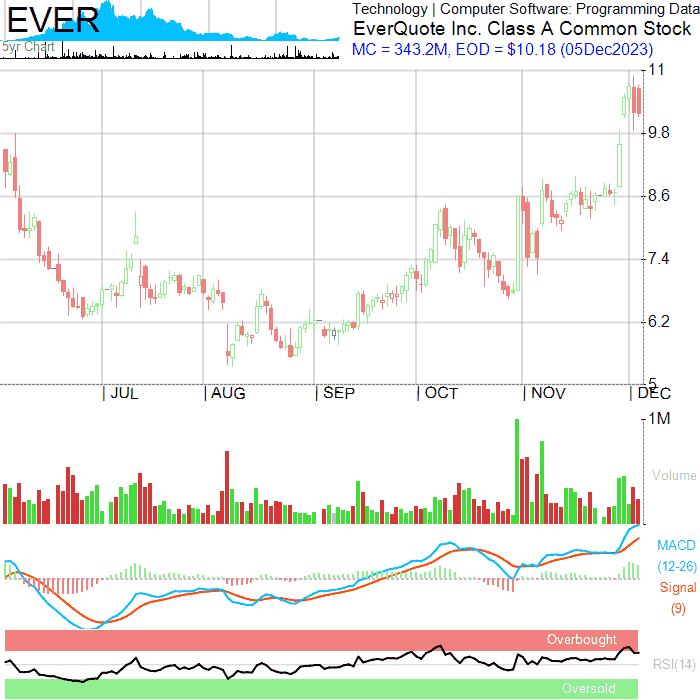 EVER
5yr Chart
Technology | Computer Software: Programming Data
EverQuote Inc. Class A Common Stock
MC = 343.2M, EOD = $10.18 (05Dec2023)
11
9.8
8.6
7.4
6.2
5
| JUL | AUG | SEP | OCT | NOV | DEC
1M
Volume
MACD
(12-26)
Signal
(9)
Overbought
RSI(14)
Oversold